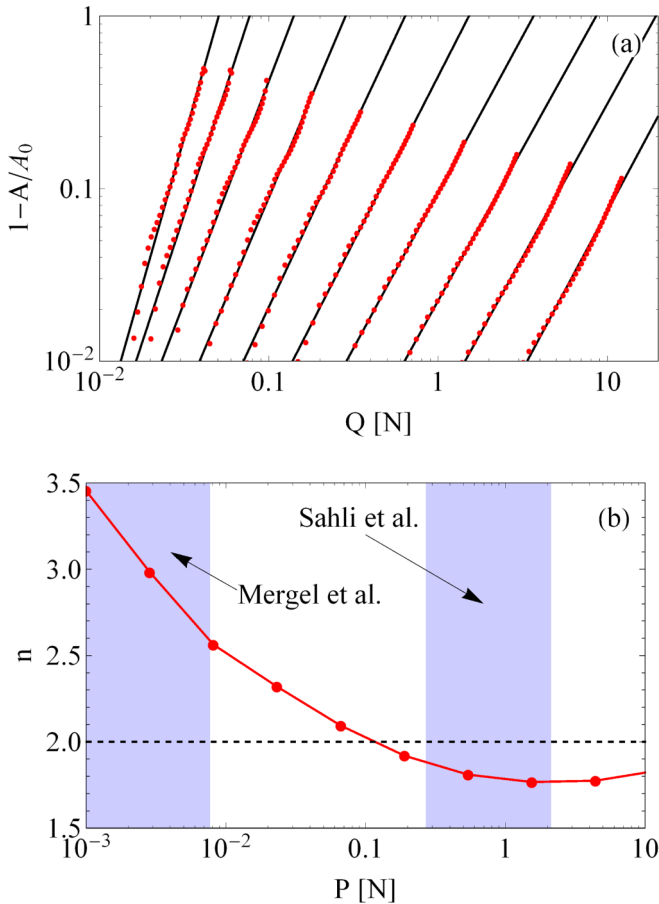 1
(a)
0.1
1−A/A0
10−2
10−2 0.1 1 10
Q [N]
3.5
(b)
Sahli et al.
3.0
Mergel et al.
2.5
n
2.0
1.5
10−3 10−2 0.1 1 10
P [N]